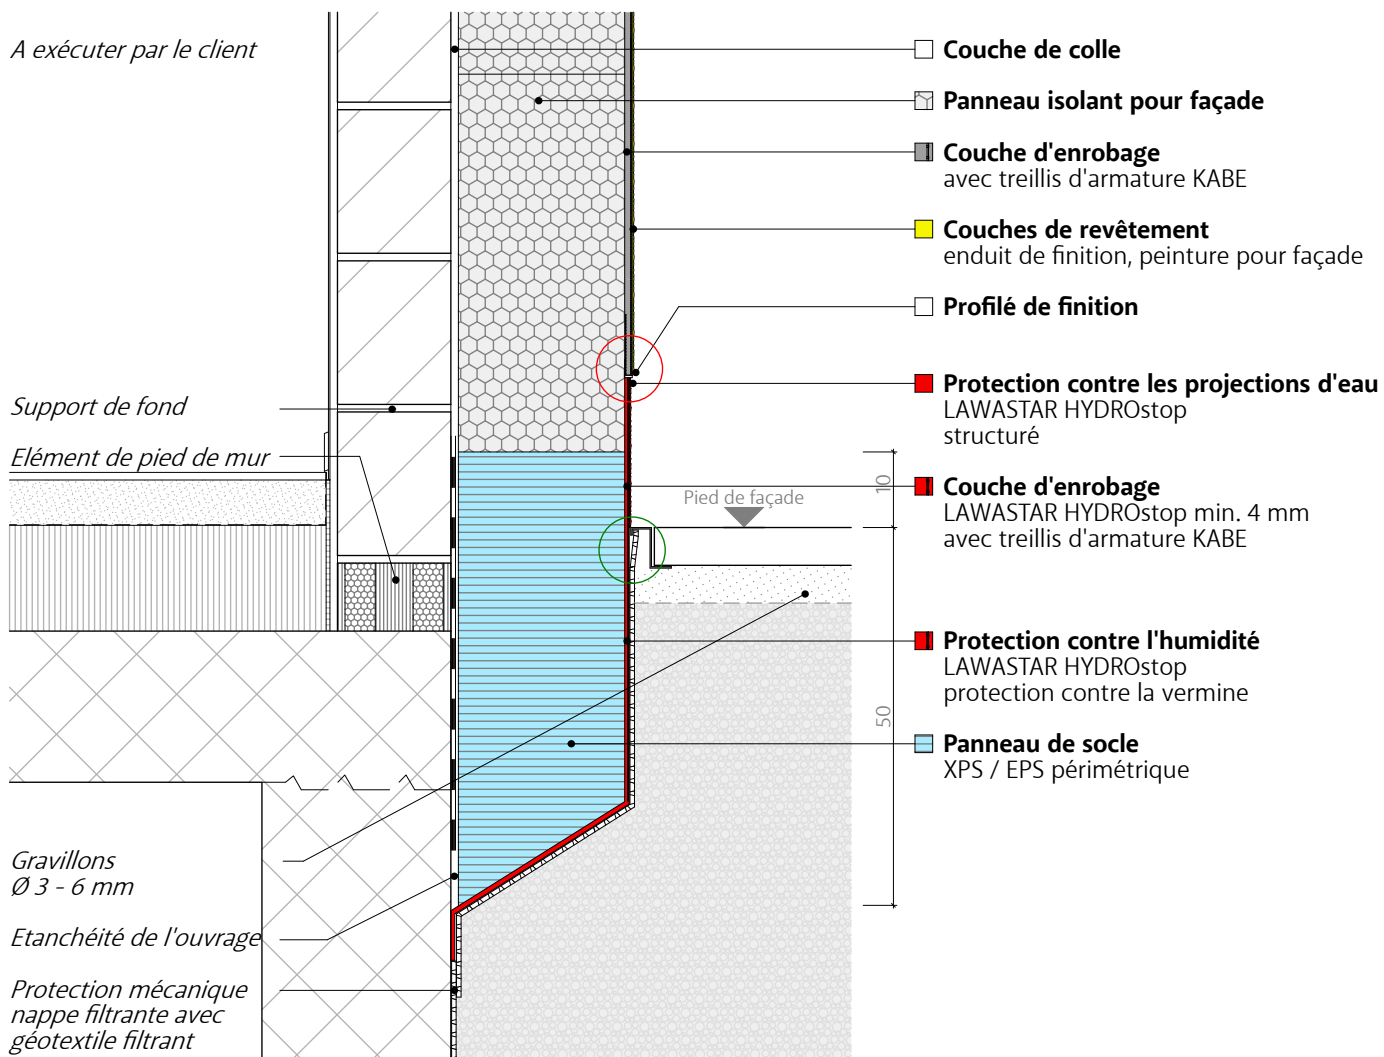 A exécuter par le client
Support de fond
Elément de pied de mur
Gravillons
Ø 3 - 6 mm
Etanchéité de l'ouvrage
Protection mécanique
nappe filtrante avec
géotextile filtrant
Pied de façade
10
50
Couche de colle
Panneau isolant pour façade
Couche d'enrobage
avec treillis d'armature KABE
Couches de revêtement
enduit de finition, peinture pour façade
Profilé de finition
Protection contre les projections d'eau
LAWASTAR HYDROstop
structuré
Couche d'enrobage
LAWASTAR HYDROstop min. 4 mm
avec treillis d'armature KABE
Protection contre l'humidité
LAWASTAR HYDROstop
protection contre la vermine
Panneau de socle
XPS / EPS périmétrique